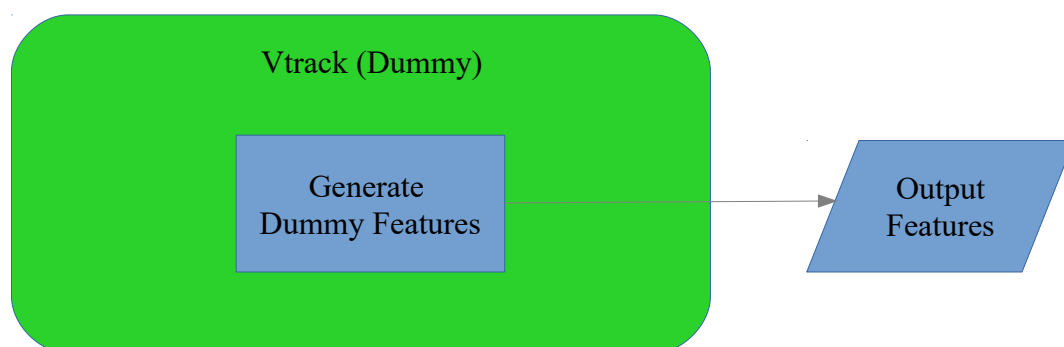 Vtrack (Dummy)
Generate
Dummy Features
Output
Features